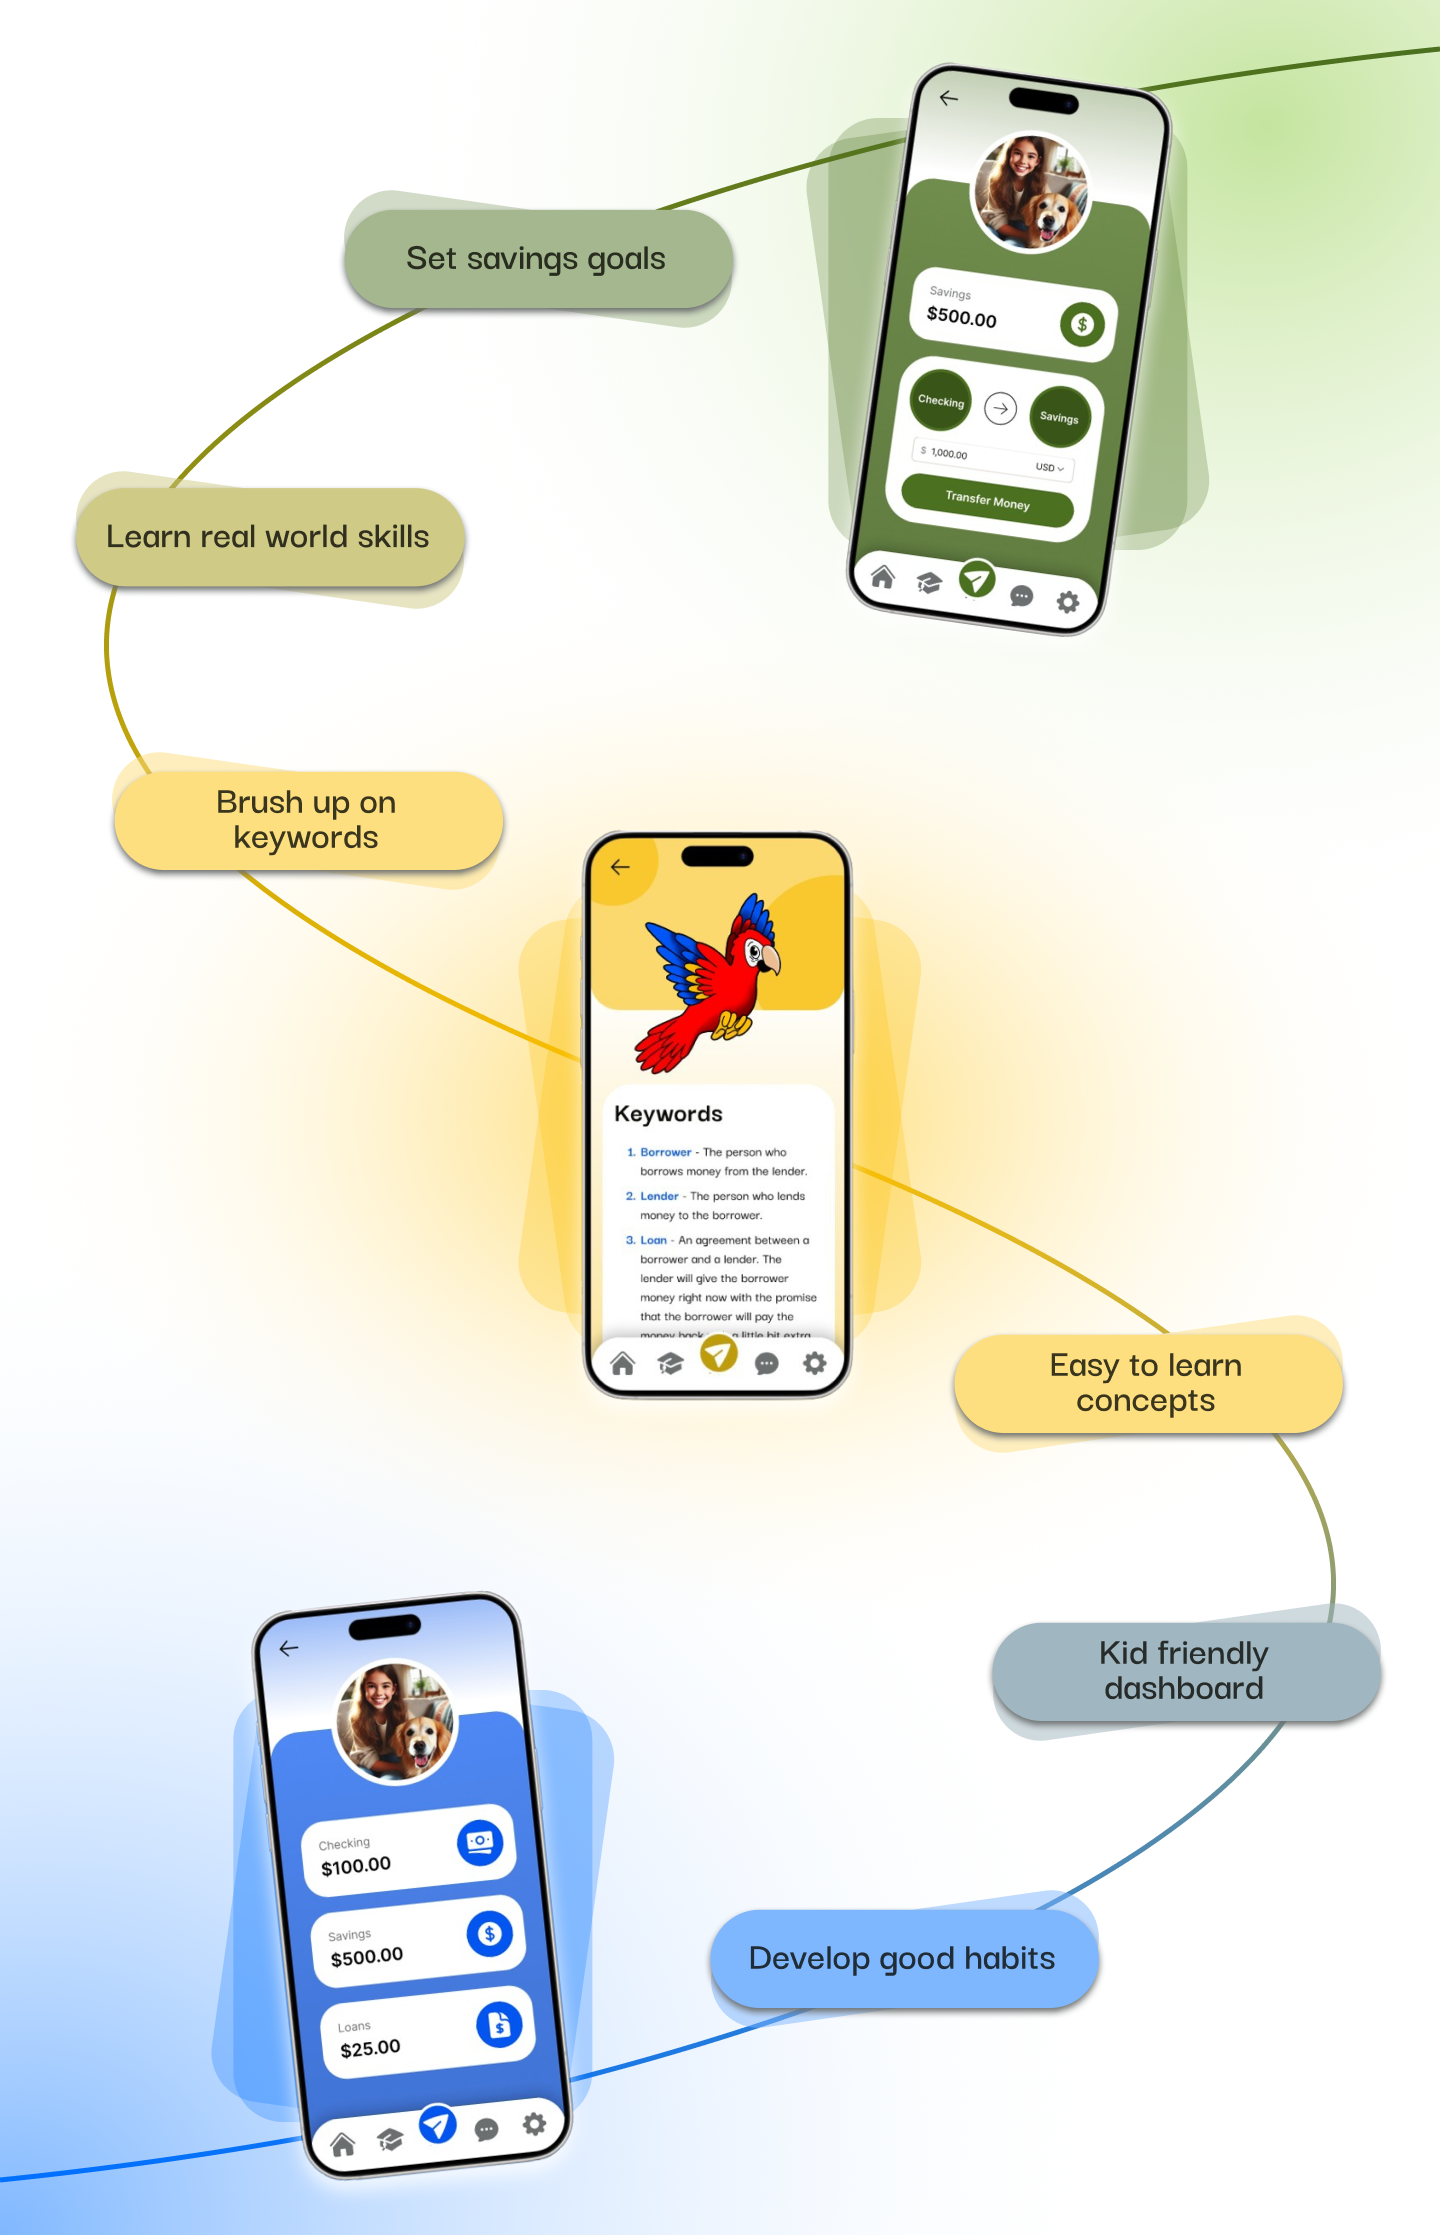 Set savings goals
Savings
$500.00
Checking
Savings
$ 1,000.00
USD
Transfer Money
Learn real world skills
Brush up on
keywords
Keywords
1. Borrower - The person who
borrows money from the lender.
2. Lender - The person who lends
money to the borrower.
3. Loan - An agreement between a
borrower and a lender. The
lender will give the borrower
money right now with the promise
that the borrower will pay the
money back a little bit extra
Easy to learn
concepts
Kid friendly
dashboard
Checking
$100.00
Savings
$500.00
Loans
$25.00
Develop good habits